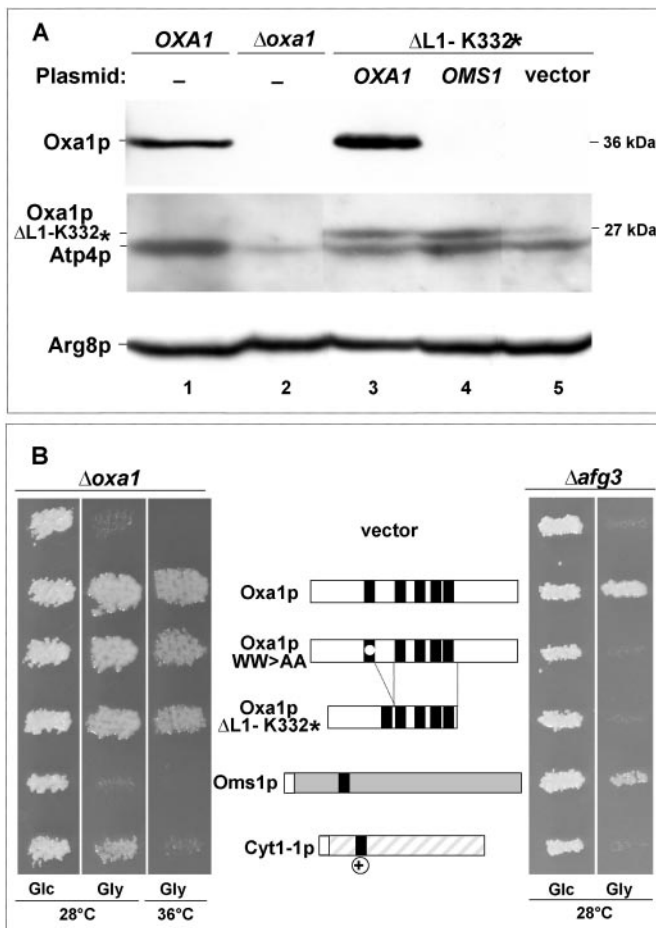 A
OXA1 Δoxa1 ΔL1- K332*
Plasmid: – – OXA1 OMS1 vector
Oxa1p 36 kDa
Oxa1p
ΔL1-K332* 27 kDa
Atp4p
Arg8p
1 2 3 4 5
B
Δoxa1 Δafg3
vector
Oxa1p
Oxa1p
WW>AA
Oxa1p
ΔL1- K332*
Oms1p
Cyt1-1p
+
Glc Gly Gly Glc Gly
28°C 36°C 28°C